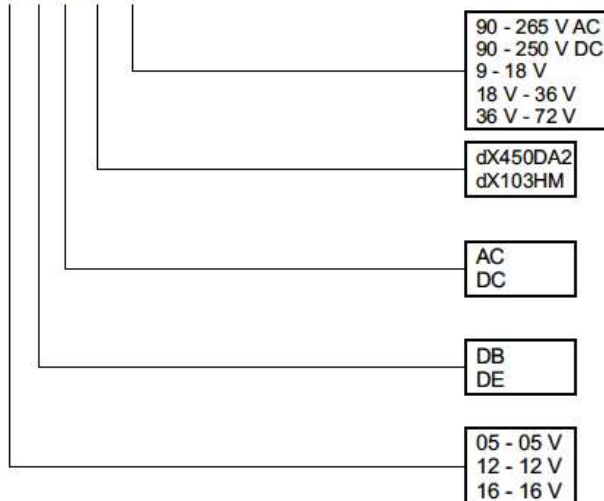 90 - 265 V AC
90 - 250 V DC
9 - 18 V
18 V - 36 V
36 V - 72 V
dX450DA2
dX103HM
AC
DC
DB
DE
05 - 05 V
12 - 12 V
16 - 16 V